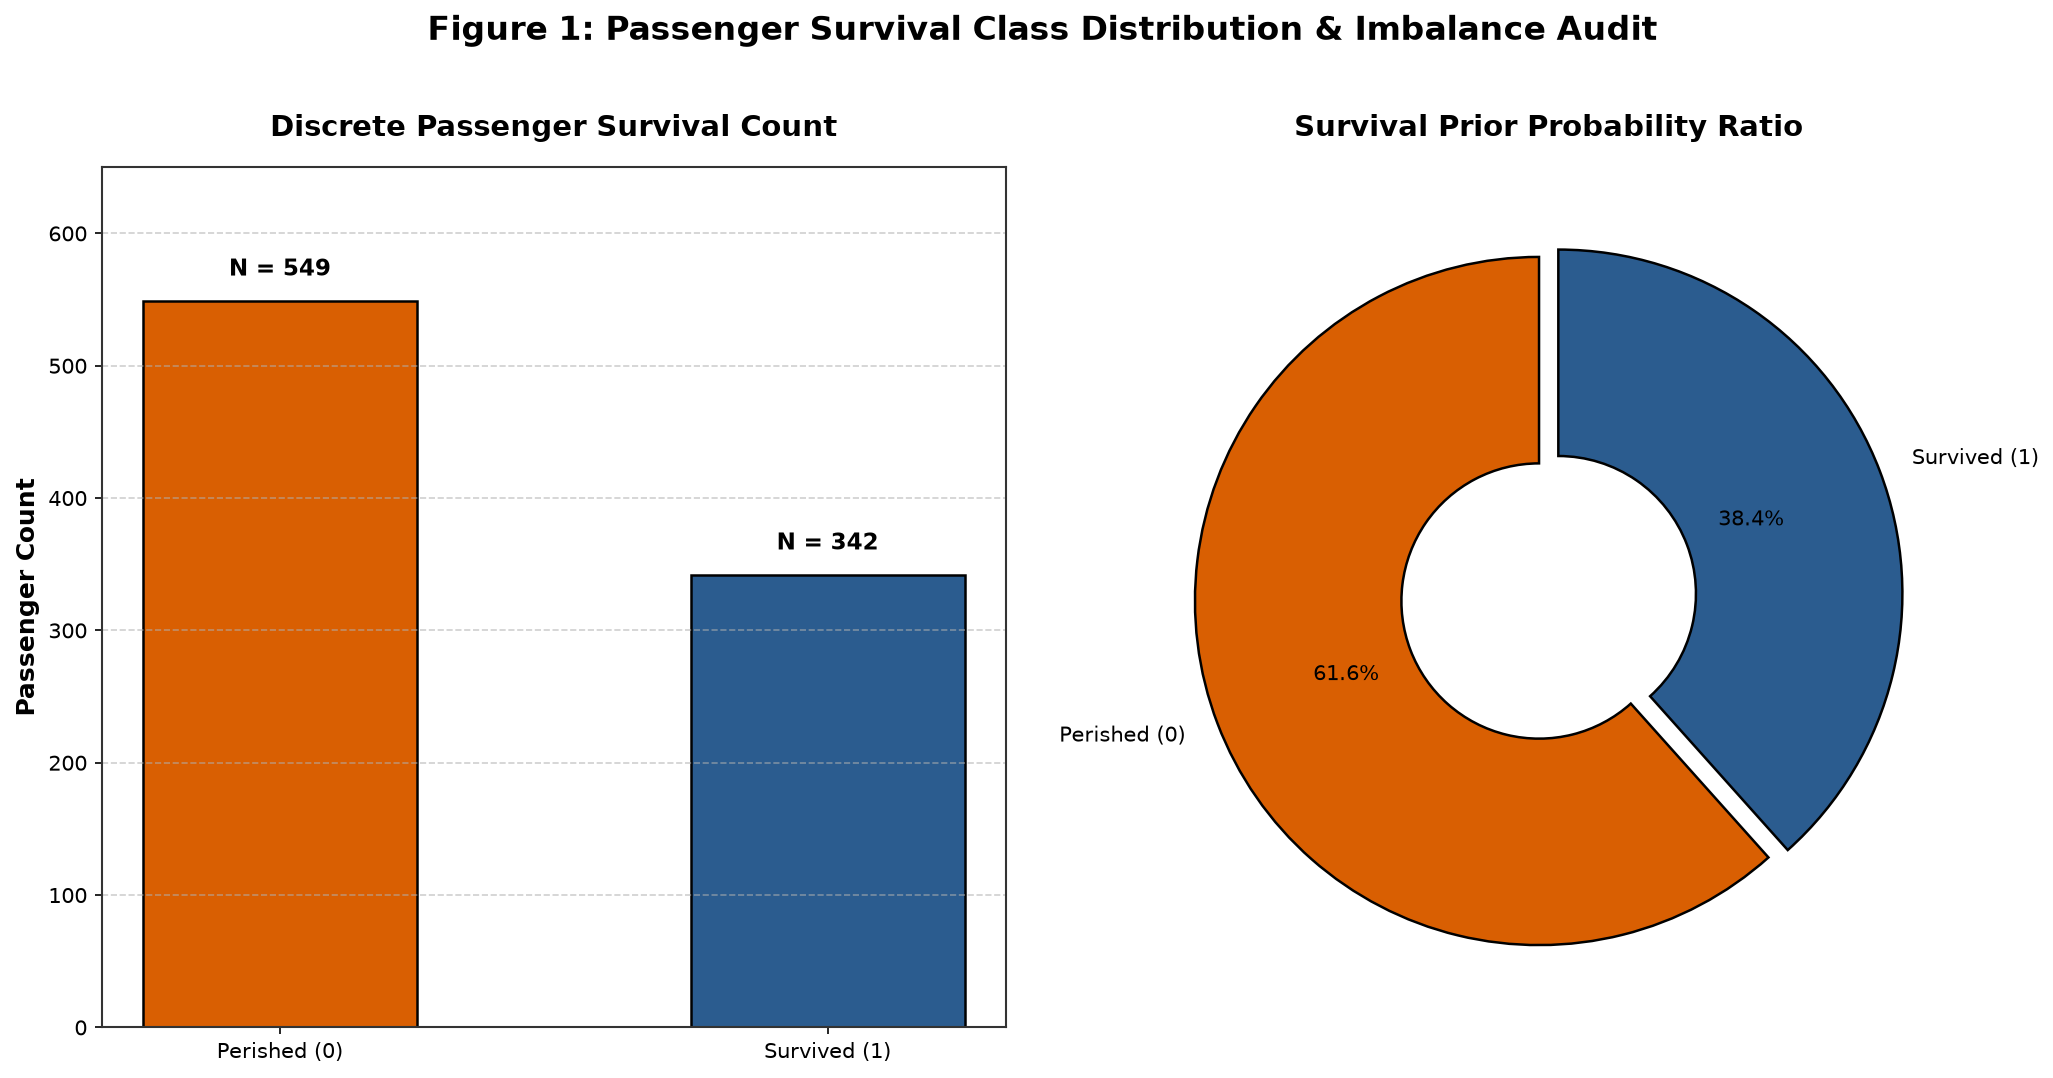 Figure 1: Passenger Survival Class Distribution & Imbalance Audit
Discrete Passenger Survival Count
Passenger Count
600
500
400
300
200
100
0
N = 549
N = 342
Perished (0)
Survived (1)
Survival Prior Probability Ratio
Survived (1)
38.4%
61.6%
Perished (0)